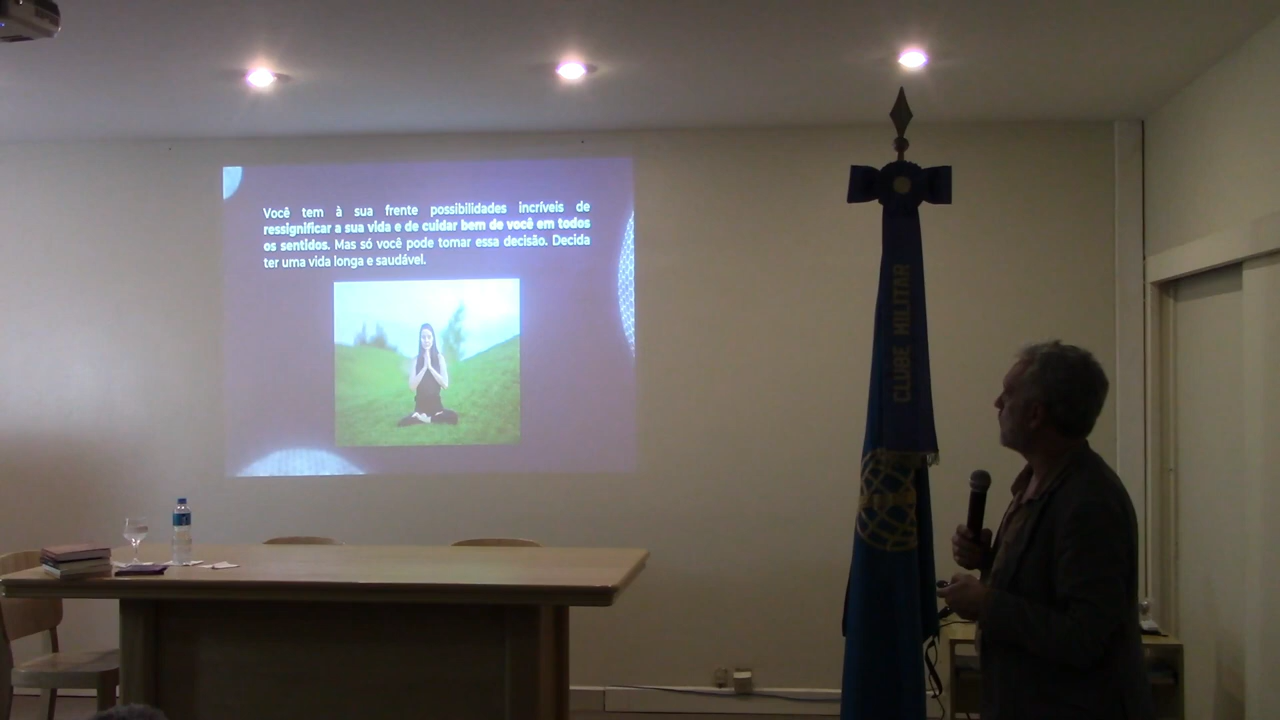 Você tem à sua frente possibilidades incríveis de
ressignificar a sua vida e de cuidar bem de você em todos
os sentidos. Mas só você pode tomar essa decisão. Decida
ter uma vida longa e saudável.
CLUBE MILITAR